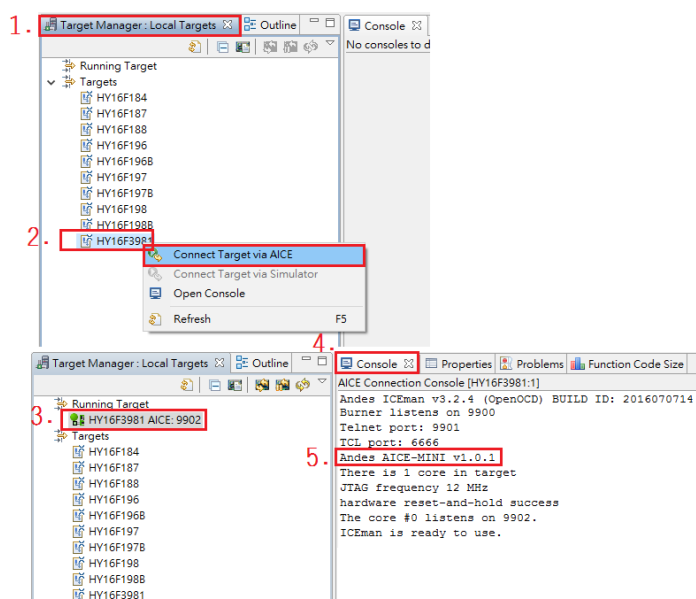 1. Target Manager : Local Targets Outline
Console
No consoles to d
Running Target
Targets
HY16F184
HY16F187
HY16F188
HY16F196
HY16F196B
HY16F197
HY16F197B
HY16F198
HY16F198B
2. HY16F3981
Connect Target via AICE
Connect Target via Simulator
Open Console
Refresh F5
Target Manager : Local Targets Outline
3. Running Target
HY16F3981 AICE: 9902
Targets
HY16F184
HY16F187
HY16F188
HY16F196
HY16F196B
HY16F197
HY16F197B
HY16F198
HY16F198B
HY16F3981
4.
Console Properties Problems Function Code Size
AICE Connection Console [HY16F3981:1]
Andes ICEman v3.2.4 (OpenOCD) BUILD ID: 2016070714
Burner listens on 9900
Telnet port: 9901
TCL port: 6666
5. Andes AICE-MINI v1.0.1
There is 1 core in target
JTAG frequency 12 MHz
hardware reset-and-hold success
The core #0 listens on 9902.
ICEman is ready to use.